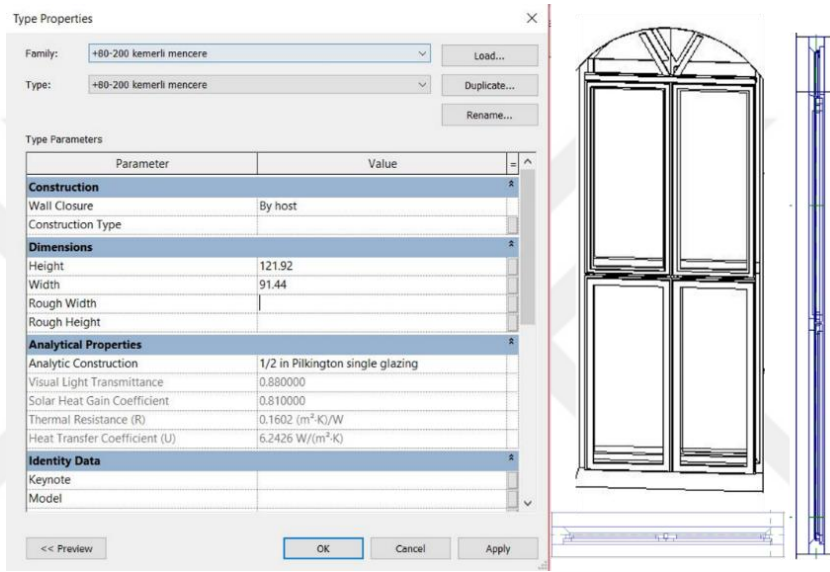 Type Properties
Family: +80-200 kemerli mencere Load...
Type: +80-200 kemerli mencere Duplicate...
Rename...
Type Parameters
Parameter Value =
Construction
Wall Closure By host
Construction Type
Dimensions
Height 121.92
Width 91.44
Rough Width
Rough Height
Analytical Properties
Analytic Construction 1/2 in Pilkington single glazing
Visual Light Transmittance 0.880000
Solar Heat Gain Coefficient 0.810000
Thermal Resistance (R) 0.1602 (m²·K)/W
Heat Transfer Coefficient (U) 6.2426 W/(m²·K)
Identity Data
Keynote
Model
<< Preview OK Cancel Apply